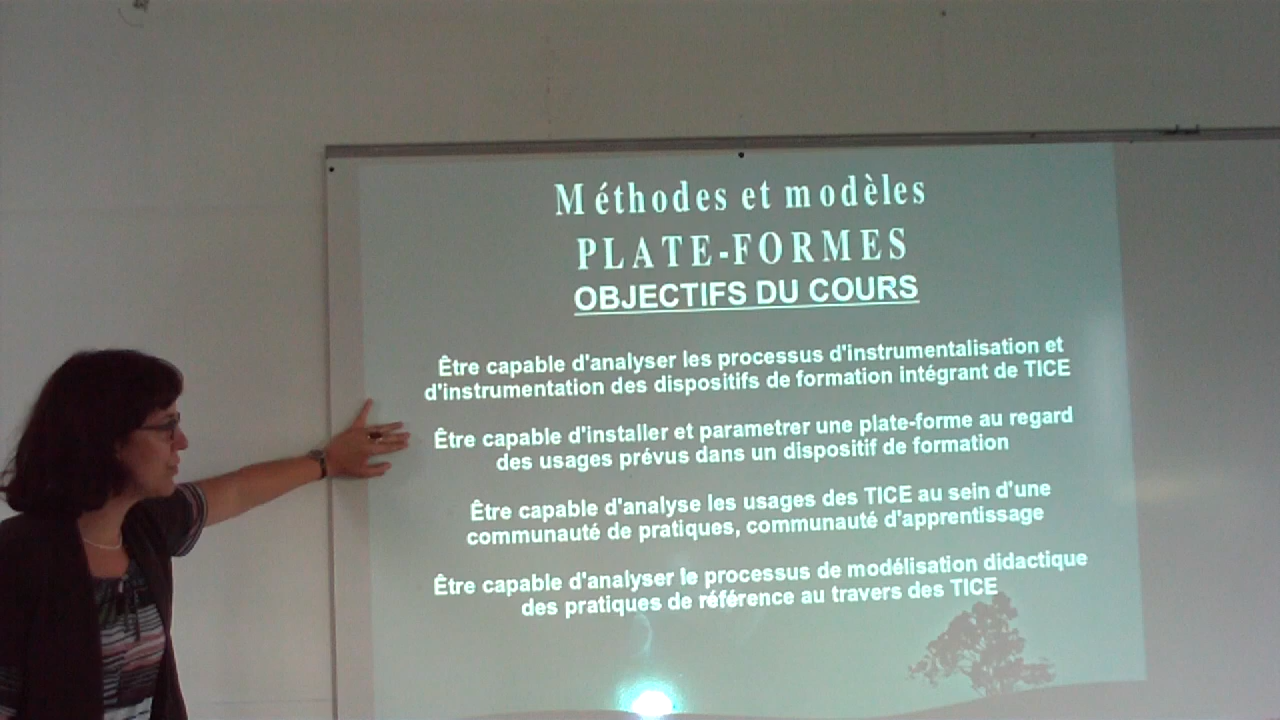 Méthodes et modèles
PLATE-FORMES
OBJECTIFS DU COURS
Être capable d'analyser les processus d'instrumentalisation et
d'instrumentation des dispositifs de formation intégrant de TICE
Être capable d'installer et parametrer une plate-forme au regard
des usages prévus dans un dispositif de formation
Être capable d'analyse les usages des TICE au sein d'une
communauté de pratiques, communauté d'apprentissage
Être capable d'analyser le processus de modélisation didactique
des pratiques de référence au travers des TICE